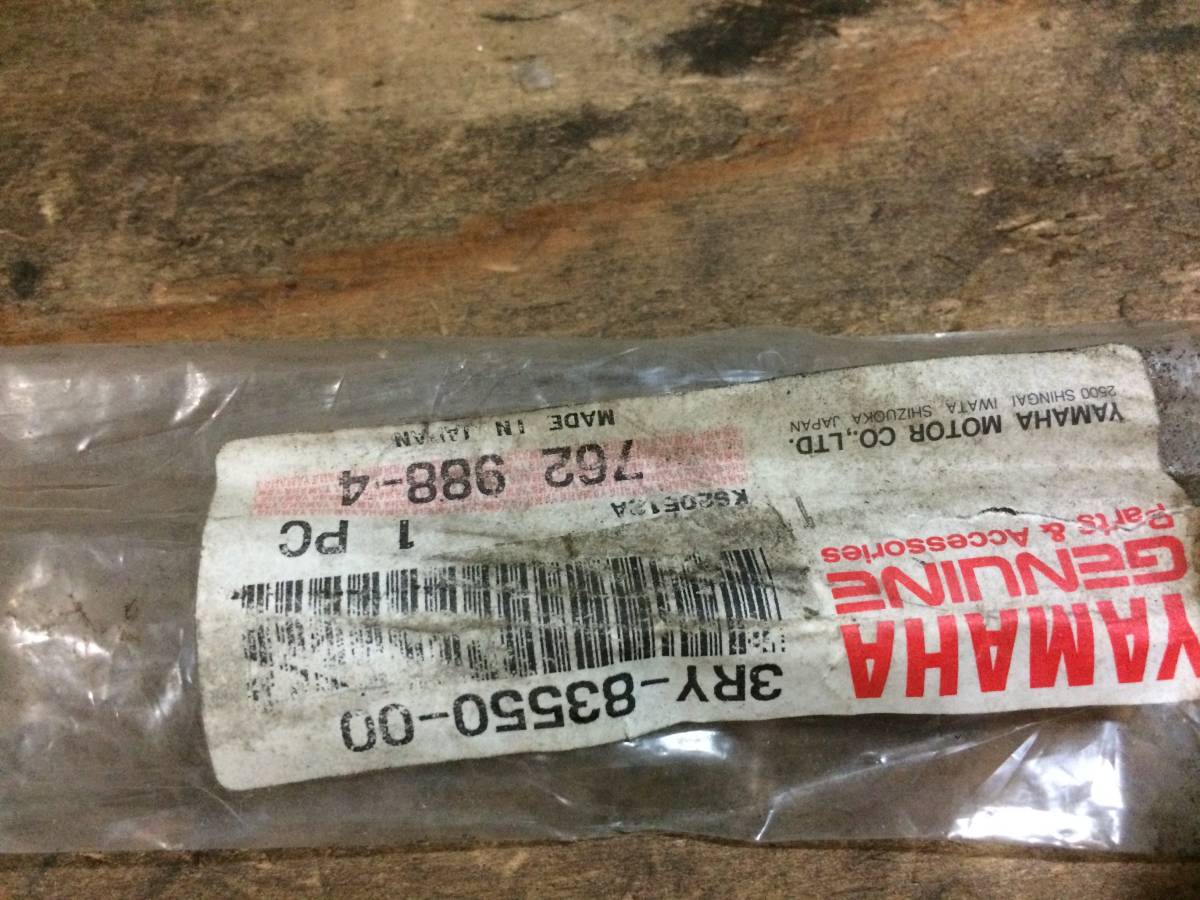 YAMAHA
GENUINE
Parts & Accessories
YAMAHA MOTOR CO.,LTD.
2500 SHINGAI IWATA SHIZUOKA JAPAN
3RY-83550-00
1 PC
KS20512A
762 988-4
MADE IN JAPAN